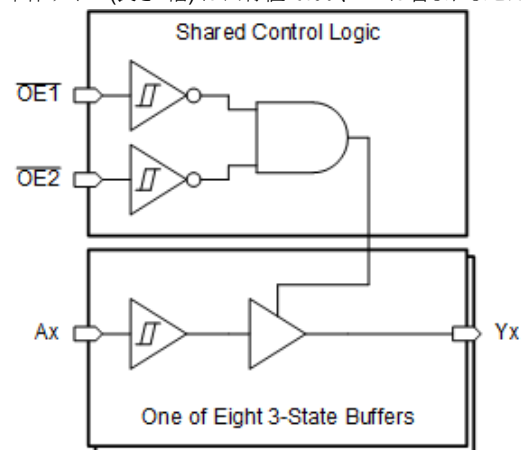 Shared Control Logic
OE1
OE2
Ax
Yx
One of Eight 3-State Buffers